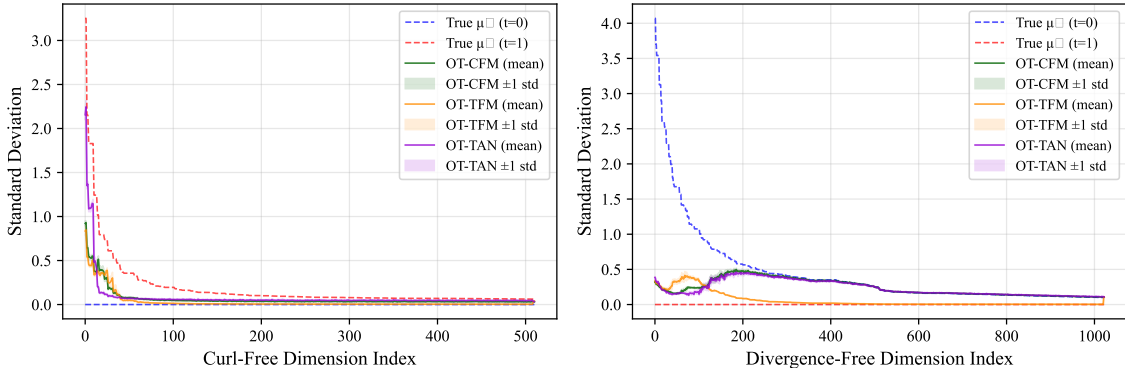 3.0
2.5
2.0
1.5
1.0
0.5
0.0
Standard Deviation
0
100
200
300
400
500
Curl-Free Dimension Index
True μ□ (t=0)
True μ□ (t=1)
OT-CFM (mean)
OT-CFM ±1 std
OT-TFM (mean)
OT-TFM ±1 std
OT-TAN (mean)
OT-TAN ±1 std
4.0
3.5
3.0
2.5
2.0
1.5
1.0
0.5
0.0
Standard Deviation
0
200
400
600
800
1000
Divergence-Free Dimension Index
True μ□ (t=0)
True μ□ (t=1)
OT-CFM (mean)
OT-CFM ±1 std
OT-TFM (mean)
OT-TFM ±1 std
OT-TAN (mean)
OT-TAN ±1 std